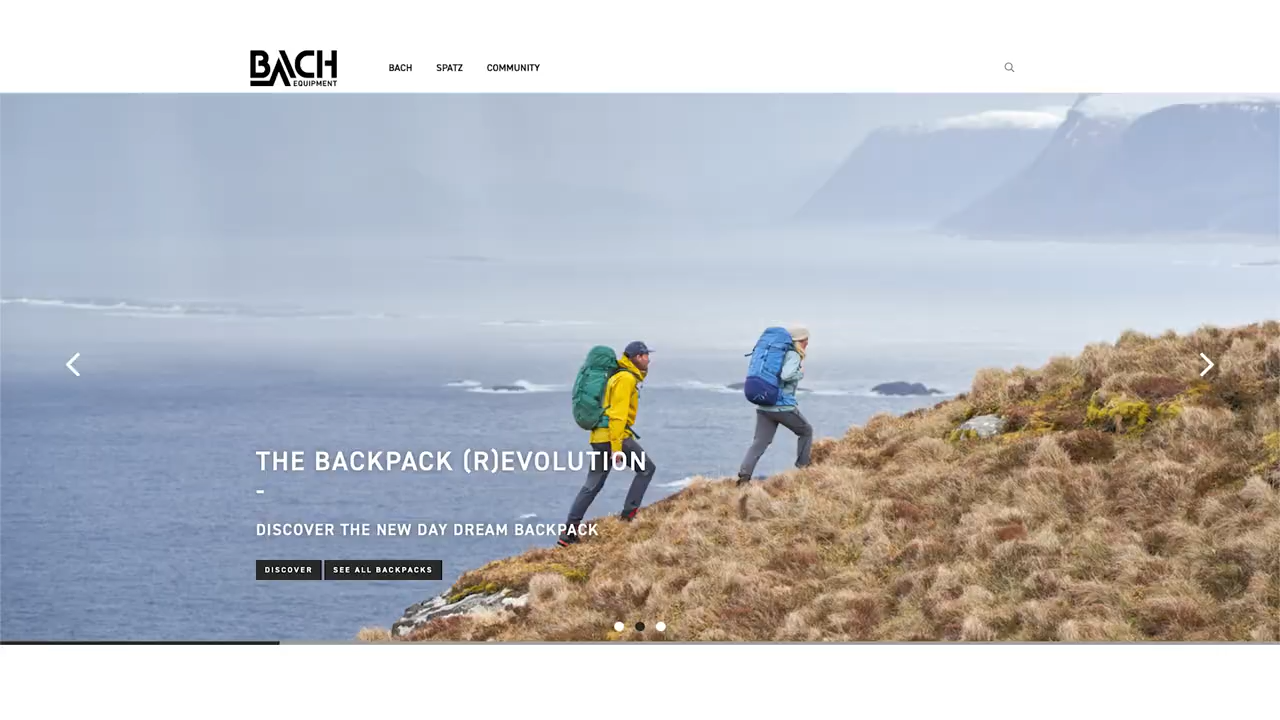 BACH
EQUIPMENT
BACH SPATZ COMMUNITY
THE BACKPACK (R)EVOLUTION
-
DISCOVER THE NEW DAY DREAM BACKPACK
DISCOVER SEE ALL BACKPACKS